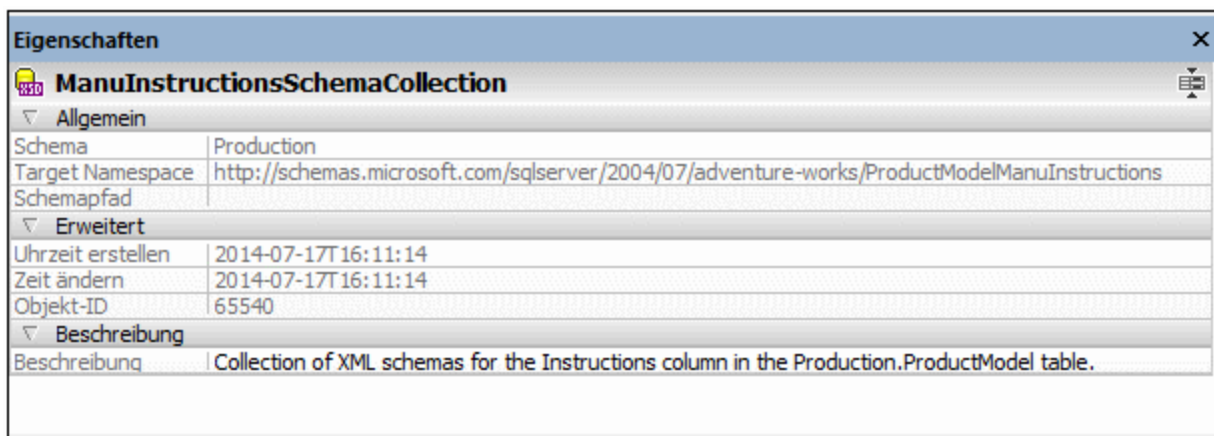 Eigenschaften
XSD ManuInstructionsSchemaCollection
Allgemein
Schema Production
Target Namespace http://schemas.microsoft.com/sqlserver/2004/07/adventure-works/ProductModelManuInstructions
Schemapfad
Erweitert
Uhrzeit erstellen 2014-07-17T16:11:14
Zeit ändern 2014-07-17T16:11:14
Objekt-ID 65540
Beschreibung
Beschreibung Collection of XML schemas for the Instructions column in the Production.ProductModel table.